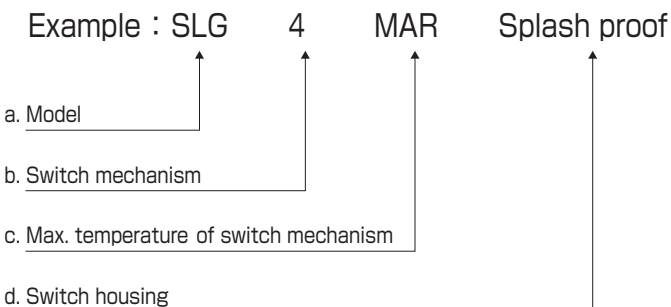 Example : SLG 4 MAR Splash proof
a. Model
b. Switch mechanism
c. Max. temperature of switch mechanism
d. Switch housing